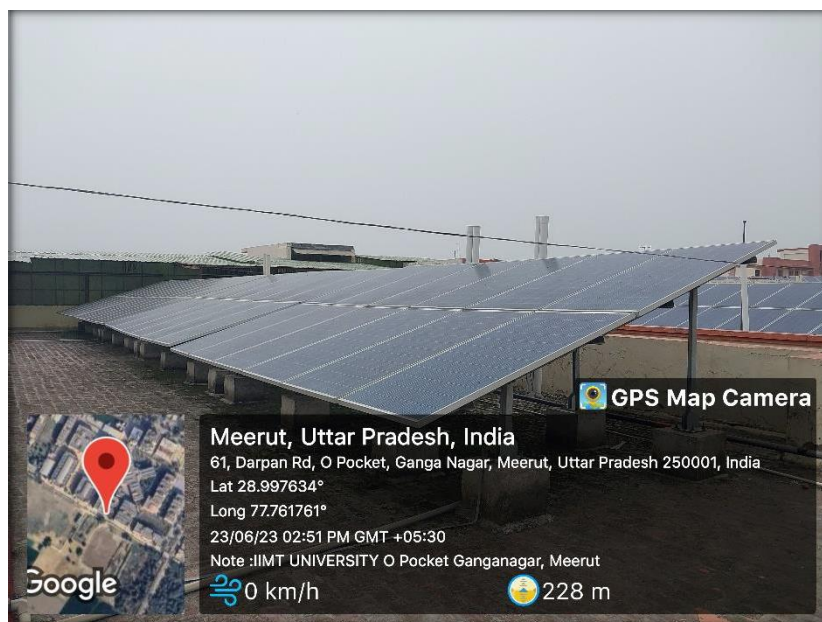 GPS Map Camera
Meerut, Uttar Pradesh, India
61, Darpan Rd, O Pocket, Ganga Nagar, Meerut, Uttar Pradesh 250001, India
Lat 28.997634°
Long 77.761761°
23/06/23 02:51 PM GMT +05:30
Note :IIMT UNIVERSITY O Pocket Ganganagar, Meerut
Google
0 km/h
228 m